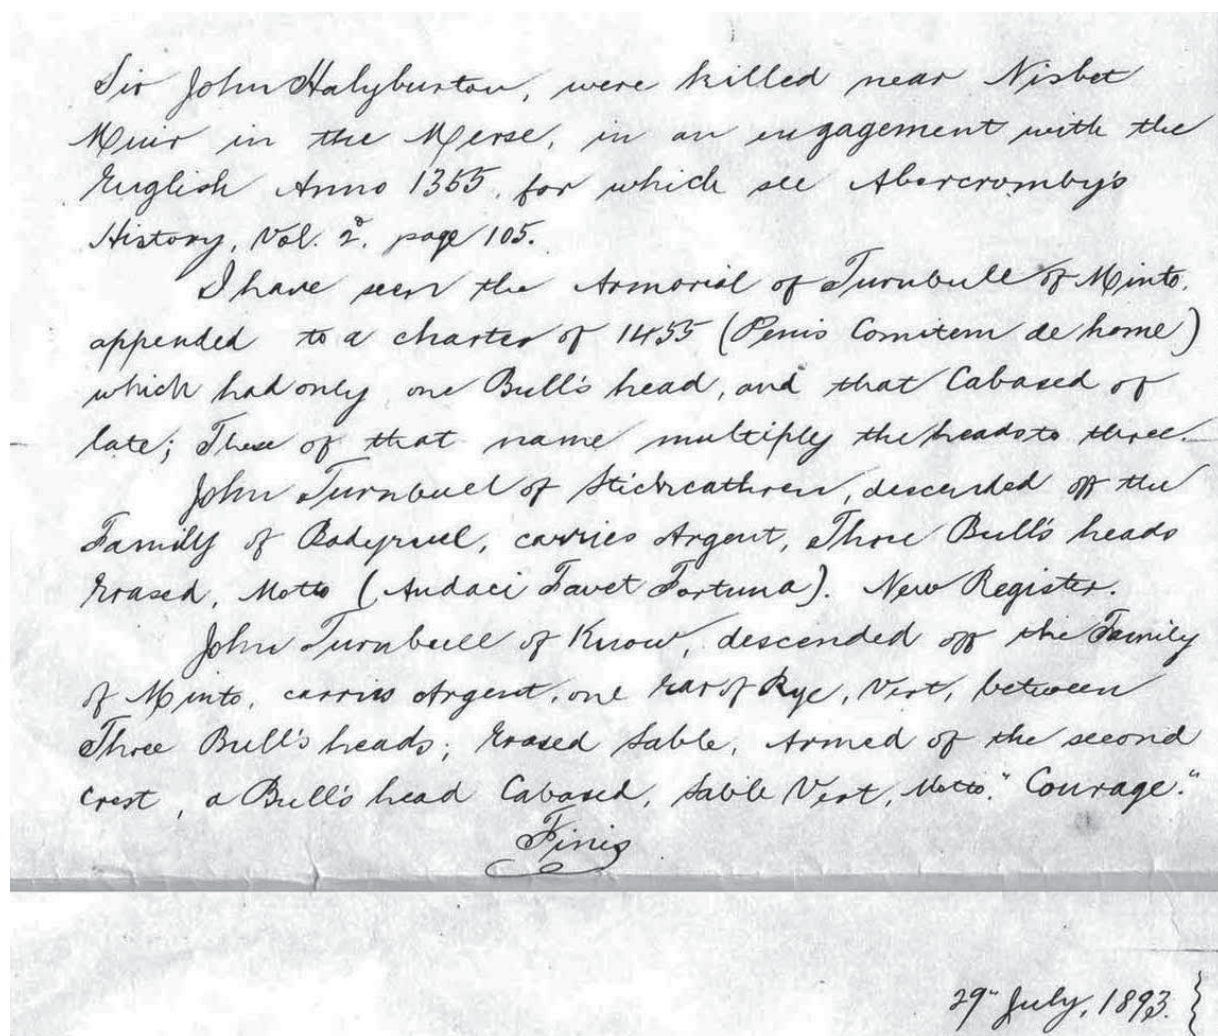 Sir John Halyburton, were killed near Nisbet
Muir in the Merse, in an engagement with the
English Anno 1355, for which see Abercromby's
History, Vol. 2d. page 105.
I have seen the Armorial of Turnbull of Minto,
appended to a charter of 1455 (Penis Comitem de home)
which had only one Bull's head, and that Cabased of
late; These of that name multiply the heads to three.
John Turnbull of Stickcathren, descended off the
Family of Badyruel, carries Argent, Three Bull's heads
Erased, Motto (Audaci Favet Fortuna). New Register.
John Turnbull of Know, descended off the Family
of Minto, carries Argent, one Ear of Rye, Vert, between
Three Bull's heads; Erased Sable, Armed of the second
Crest, a Bull's head Cabased, Sable Vert, Motto. "Courage."
Finis
29" July, 1893.